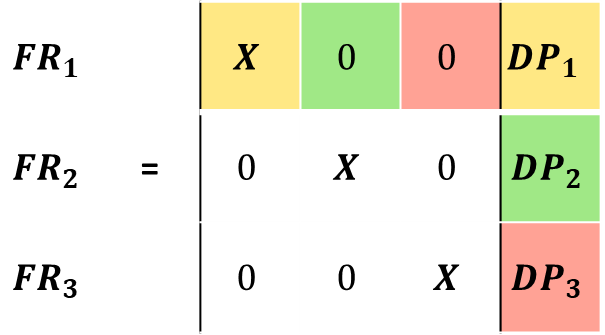 FR₁ X 0 0 DP₁
FR₂ = 0 X 0 DP₂
FR₃ 0 0 X DP₃